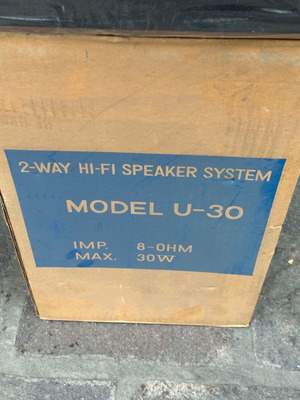 2-WAY HI-FI SPEAKER SYSTEM
MODEL U-30
IMP. 8-OHM
MAX. 30W